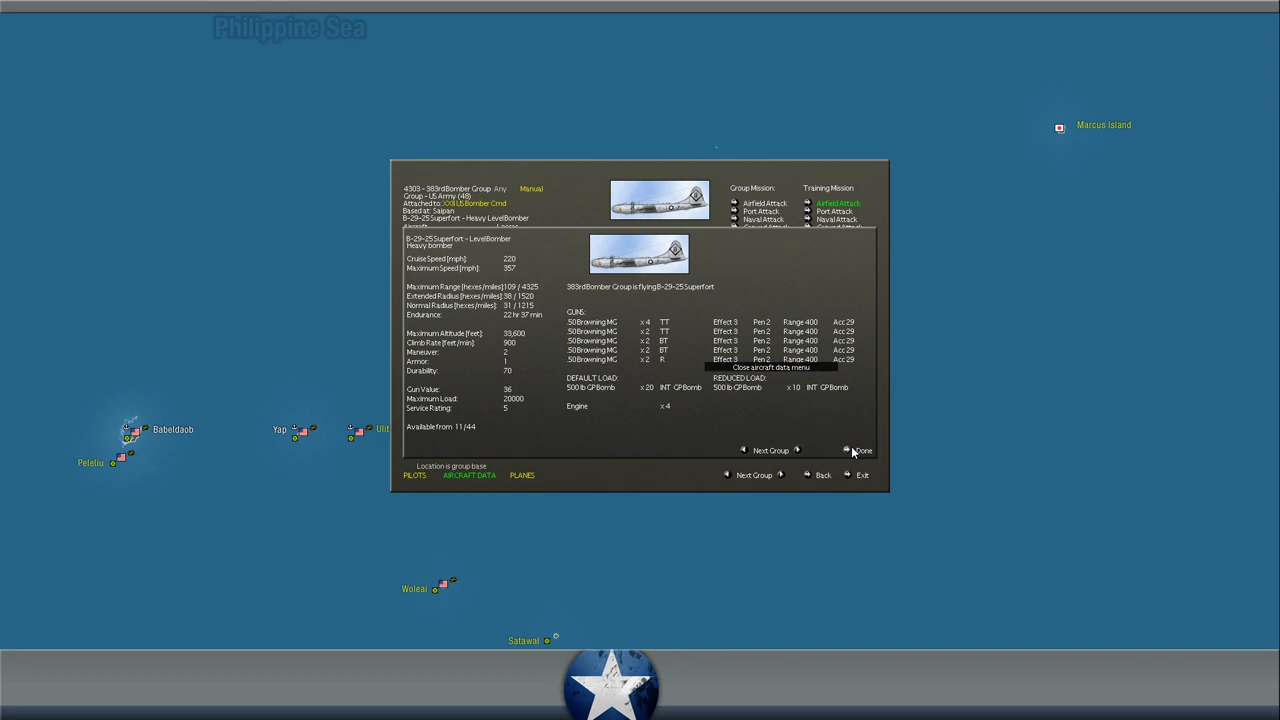 Philippine Sea
Marcus Island
4303 - 383rd Bomber Group Any Manual
Group - US Army (48)
Attached to: XXII US Bomber Cmd
Based at: Saipan
B-29-25 Superfort - Heavy Level Bomber
Group Mission: Training Mission
Airfield Attack Airfield Attack
Port Attack Port Attack
Naval Attack Naval Attack
B-29-25 Superfort - Level Bomber
Heavy bomber
Cruise Speed [mph]: 220
Maximum Speed [mph]: 357
Maximum Range [hexes/miles] 109 / 4325
Extended Radius [hexes/miles]: 38 / 1520
Normal Radius [hexes/miles]: 31 / 1215
Endurance: 22 hr 37 min
Maximum Altitude [feet]: 33,600
Climb Rate [feet/min]: 900
Maneuver: 2
Armor: 1
Durability: 70
Gun Value: 36
Maximum Load: 20000
Service Rating: 5
Available from 11/44
383rd Bomber Group is flying B-29-25 Superfort
GUNS:
.50 Browning MG x 4 TT Effect 3 Pen 2 Range 400 Acc 29
.50 Browning MG x 2 TT Effect 3 Pen 2 Range 400 Acc 29
.50 Browning MG x 2 BT Effect 3 Pen 2 Range 400 Acc 29
.50 Browning MG x 2 BT Effect 3 Pen 2 Range 400 Acc 29
.50 Browning MG x 2 R Effect 3 Pen 2 Range 400 Acc 29
Close aircraft data menu
DEFAULT LOAD: REDUCED LOAD:
500 lb GP Bomb x 20 INT GP Bomb 500 lb GP Bomb x 10 INT GP Bomb
Engine x 4
Next Group Done
Location is group base
PILOTS AIRCRAFT DATA PLANES Next Group Back Exit
Babeldaob
Yap
Ulit
Peleliu
Woleai
Satawal